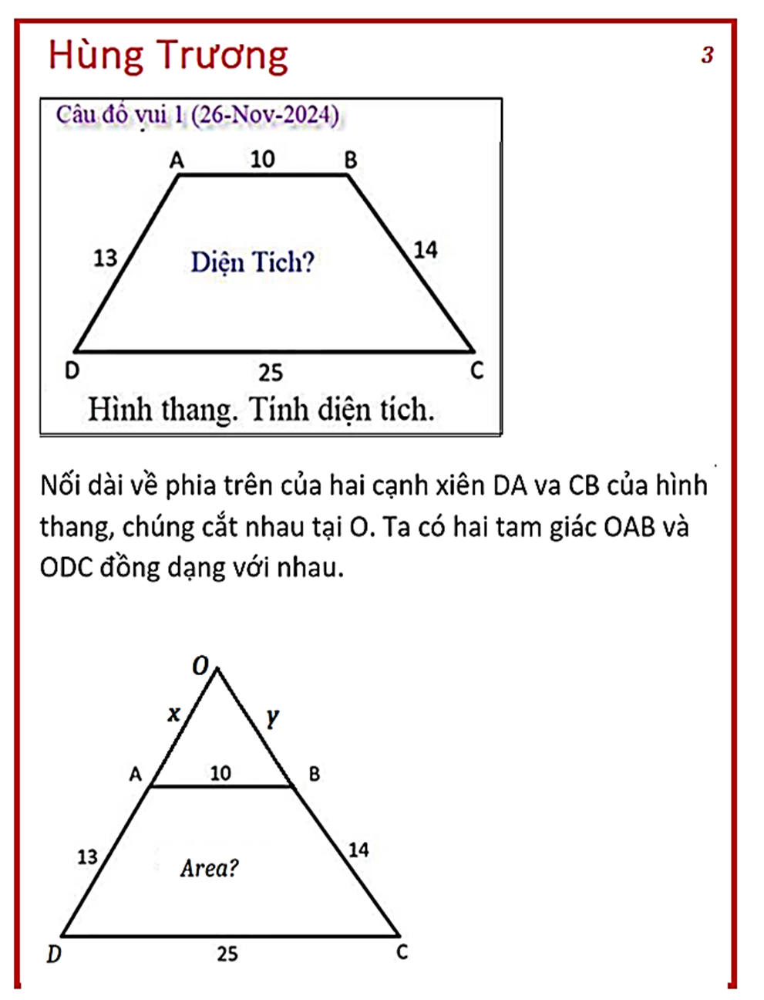 Hùng Trương
3
Câu đố vui 1 (26-Nov-2024)
A 10 B
13
14
Diện Tích?
D 25 C
Hình thang. Tính diện tích.
Nối dài về phia trên của hai cạnh xiên DA va CB của hình
thang, chúng cắt nhau tại O. Ta có hai tam giác OAB và
ODC đồng dạng với nhau.
O
x y
A 10 B
13 14
Area?
D 25 C